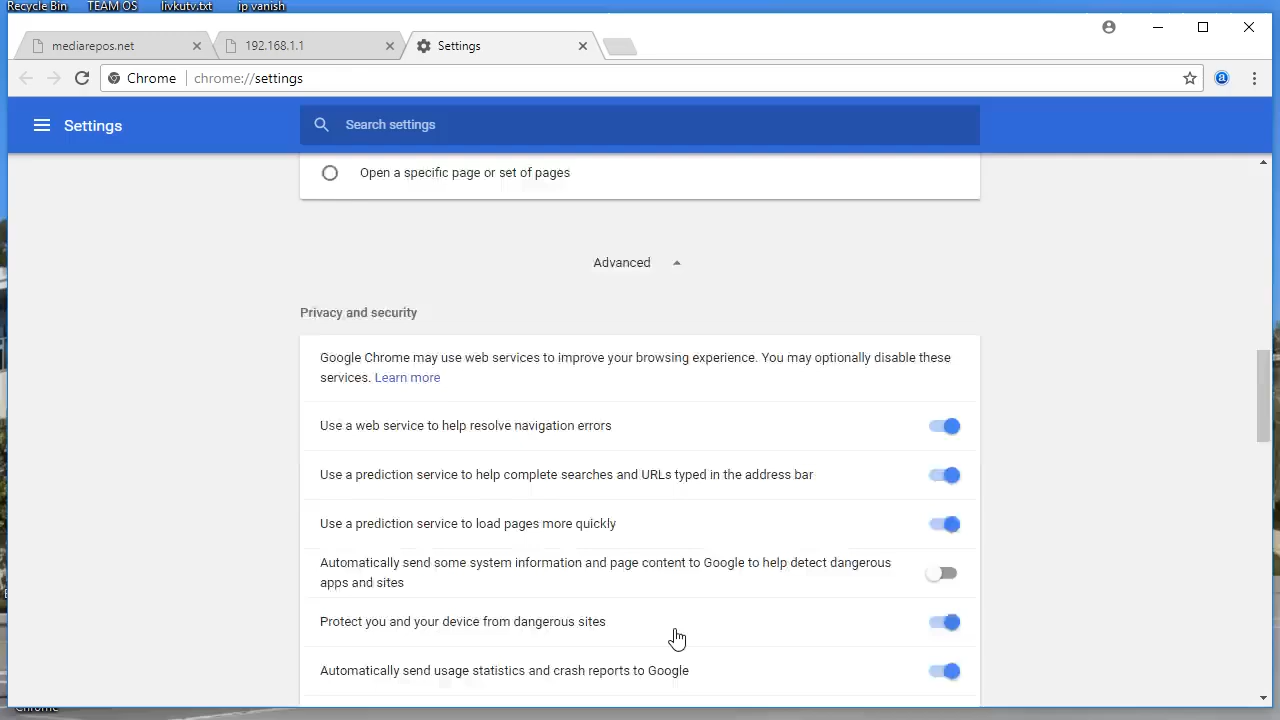 Recycle Bin TEAM OS livkutv.txt ip vanish
mediarepos.net 192.168.1.1 Settings
Chrome chrome://settings
Settings Search settings
Open a specific page or set of pages
Advanced
Privacy and security
Google Chrome may use web services to improve your browsing experience. You may optionally disable these
services. Learn more
Use a web service to help resolve navigation errors
Use a prediction service to help complete searches and URLs typed in the address bar
Use a prediction service to load pages more quickly
Automatically send some system information and page content to Google to help detect dangerous
apps and sites
Protect you and your device from dangerous sites
Automatically send usage statistics and crash reports to Google
Chrome